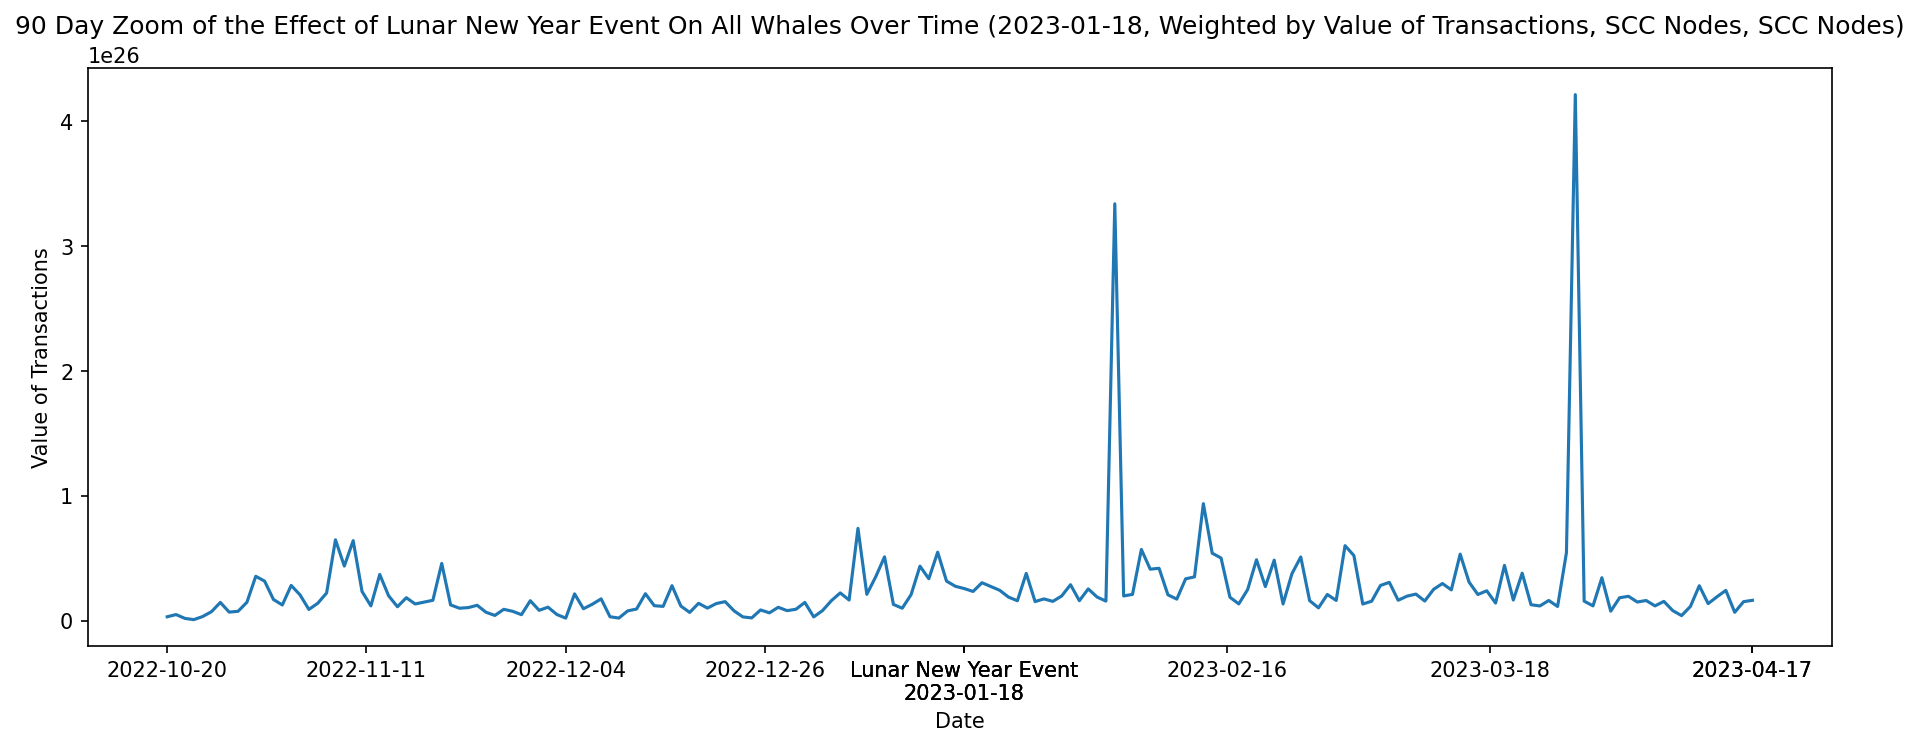 90 Day Zoom of the Effect of Lunar New Year Event On All Whales Over Time (2023-01-18, Weighted by Value of Transactions, SCC Nodes, SCC Nodes)
1e26
4
3
2
1
0
Value of Transactions
2022-10-20 2022-11-11 2022-12-04 2022-12-26 Lunar New Year Event 2023-02-16 2023-03-18 2023-04-17
2023-01-18
Date